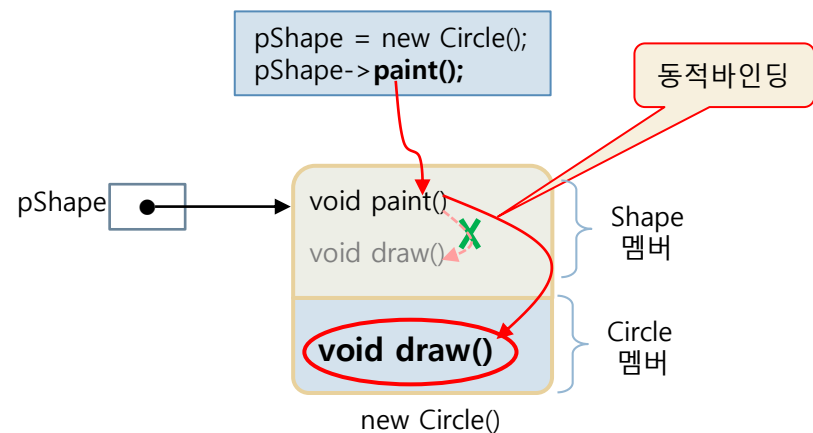 pShape = new Circle();
pShape->paint();
동적바인딩
pShape
void paint()
void draw()
Shape
멤버
void draw()
Circle
멤버
new Circle()